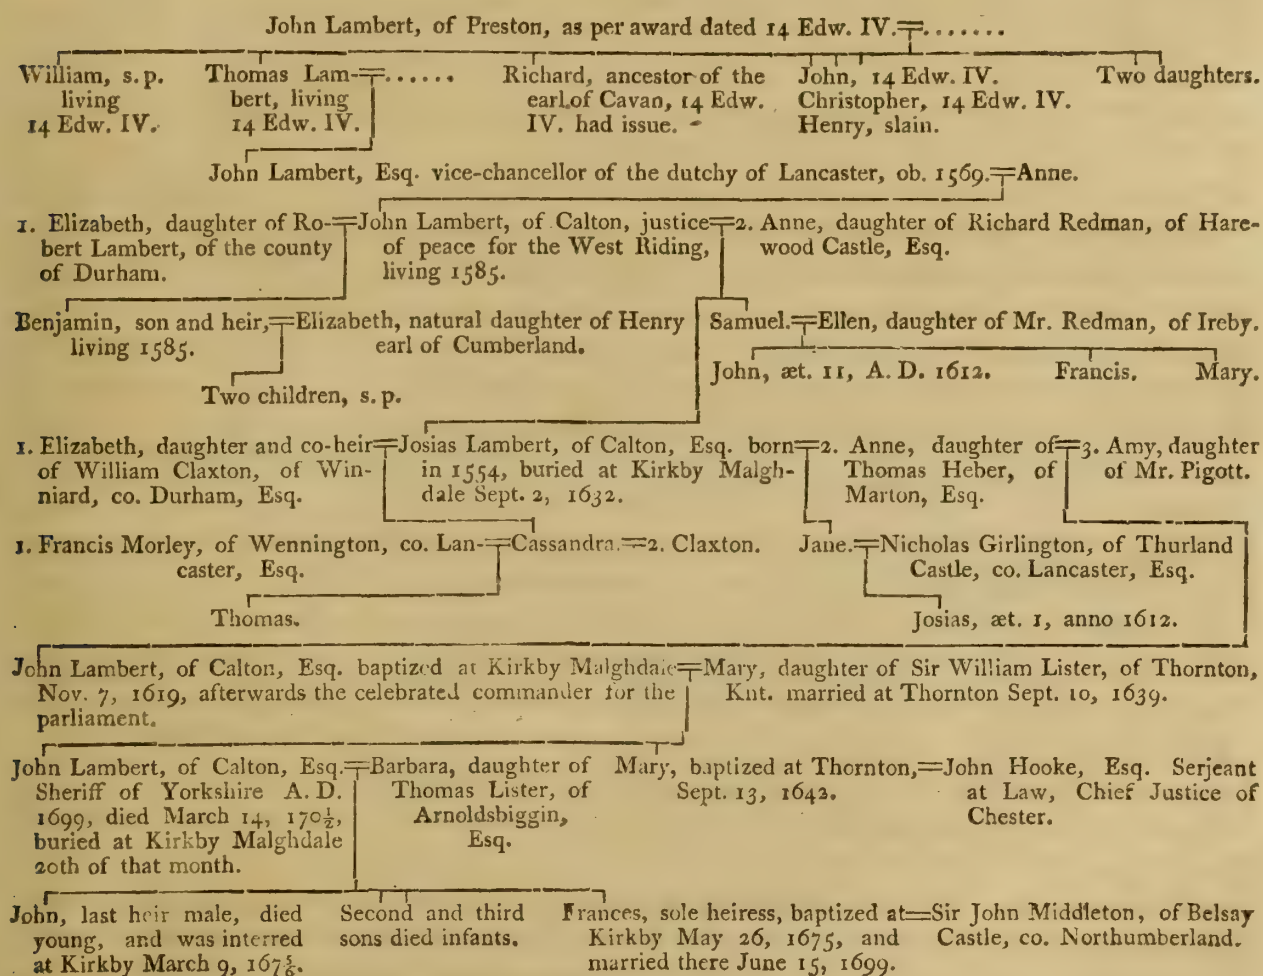 John Lambert, of Preston, as per award dated 14 Edw. IV.=.......
William, s. p.
living
14 Edw. IV.
Thomas Lam-=......
bert, living
14 Edw. IV.
Richard, ancestor of the
earl of Cavan, 14 Edw.
IV. had issue.
John, 14 Edw. IV.
Christopher, 14 Edw. IV.
Henry, slain.
Two daughters.
John Lambert, Esq. vice-chancellor of the dutchy of Lancaster, ob. 1569.=Anne.
1. Elizabeth, daughter of Ro-
bert Lambert, of the county
of Durham.
=John Lambert, of Calton, justice
of peace for the West Riding,
living 1585.
=2. Anne, daughter of Richard Redman, of Hare-
wood Castle, Esq.
Benjamin, son and heir,
living 1585.
=Elizabeth, natural daughter of Henry
earl of Cumberland.
Samuel.=Ellen, daughter of Mr. Redman, of Ireby.
Two children, s. p.
John, æt. 11, A. D. 1612.
Francis.
Mary.
1. Elizabeth, daughter and co-heir
of William Claxton, of Win-
niard, co. Durham, Esq.
=Josias Lambert, of Calton, Esq. born
in 1554, buried at Kirkby Malgh-
dale Sept. 2, 1632.
=2. Anne, daughter of
Thomas Heber, of
Marton, Esq.
=3. Amy, daughter
of Mr. Pigott.
1. Francis Morley, of Wennington, co. Lan-
caster, Esq.
=Cassandra.=2. Claxton.
Jane.=Nicholas Girlington, of Thurland
Castle, co. Lancaster, Esq.
Thomas.
Josias, æt. 1, anno 1612.
John Lambert, of Calton, Esq. baptized at Kirkby Malghdale
Nov. 7, 1619, afterwards the celebrated commander for the
parliament.
=Mary, daughter of Sir William Lister, of Thornton,
Knt. married at Thornton Sept. 10, 1639.
John Lambert, of Calton, Esq.
Sheriff of Yorkshire A. D.
1699, died March 14, 170½,
buried at Kirkby Malghdale
20th of that month.
=Barbara, daughter of
Thomas Lister, of
Arnoldsbiggin,
Esq.
Mary, baptized at Thornton,
Sept. 13, 1642.
=John Hooke, Esq. Serjeant
at Law, Chief Justice of
Chester.
John, last heir male, died
young, and was interred
at Kirkby March 9, 167⅚.
Second and third
sons died infants.
Frances, sole heiress, baptized at
Kirkby May 26, 1675, and
married there June 15, 1699.
=Sir John Middleton, of Belsay
Castle, co. Northumberland.